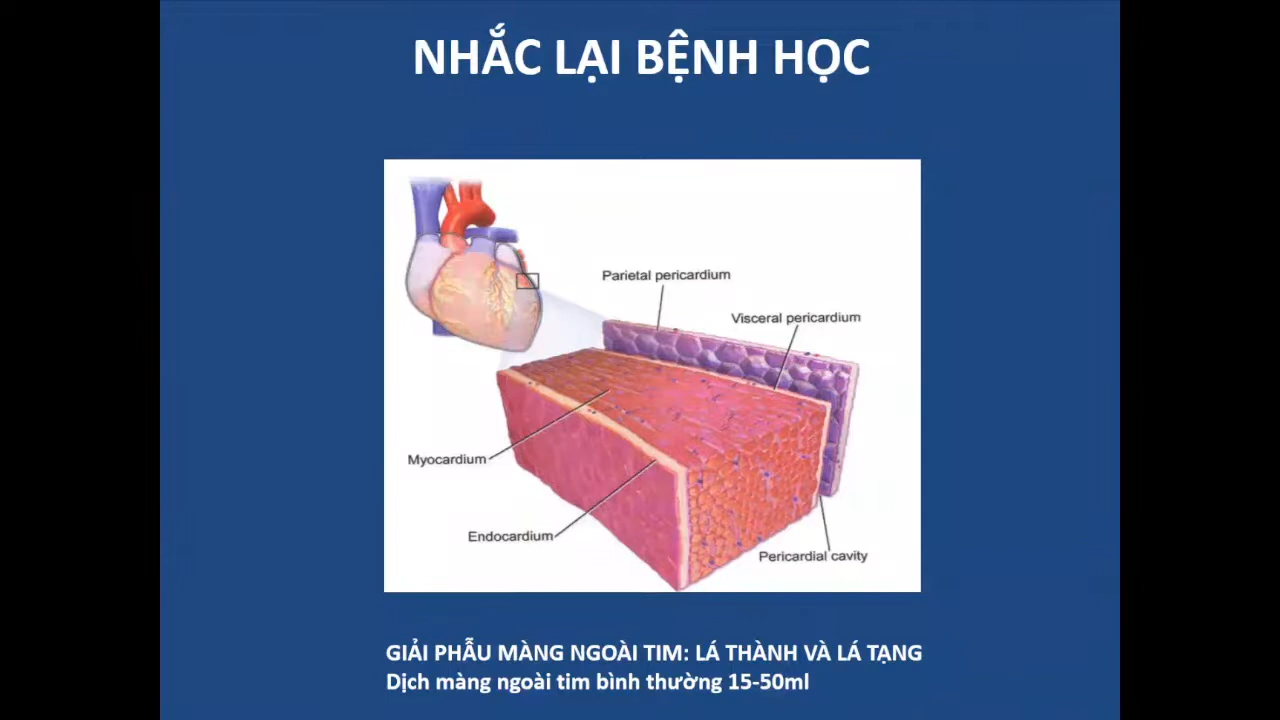 NHẮC LẠI BỆNH HỌC
Parietal pericardium
Visceral pericardium
Myocardium
Endocardium
Pericardial cavity
GIẢI PHẪU MÀNG NGOÀI TIM: LÁ THÀNH VÀ LÁ TẠNG
Dịch màng ngoài tim bình thường 15-50ml